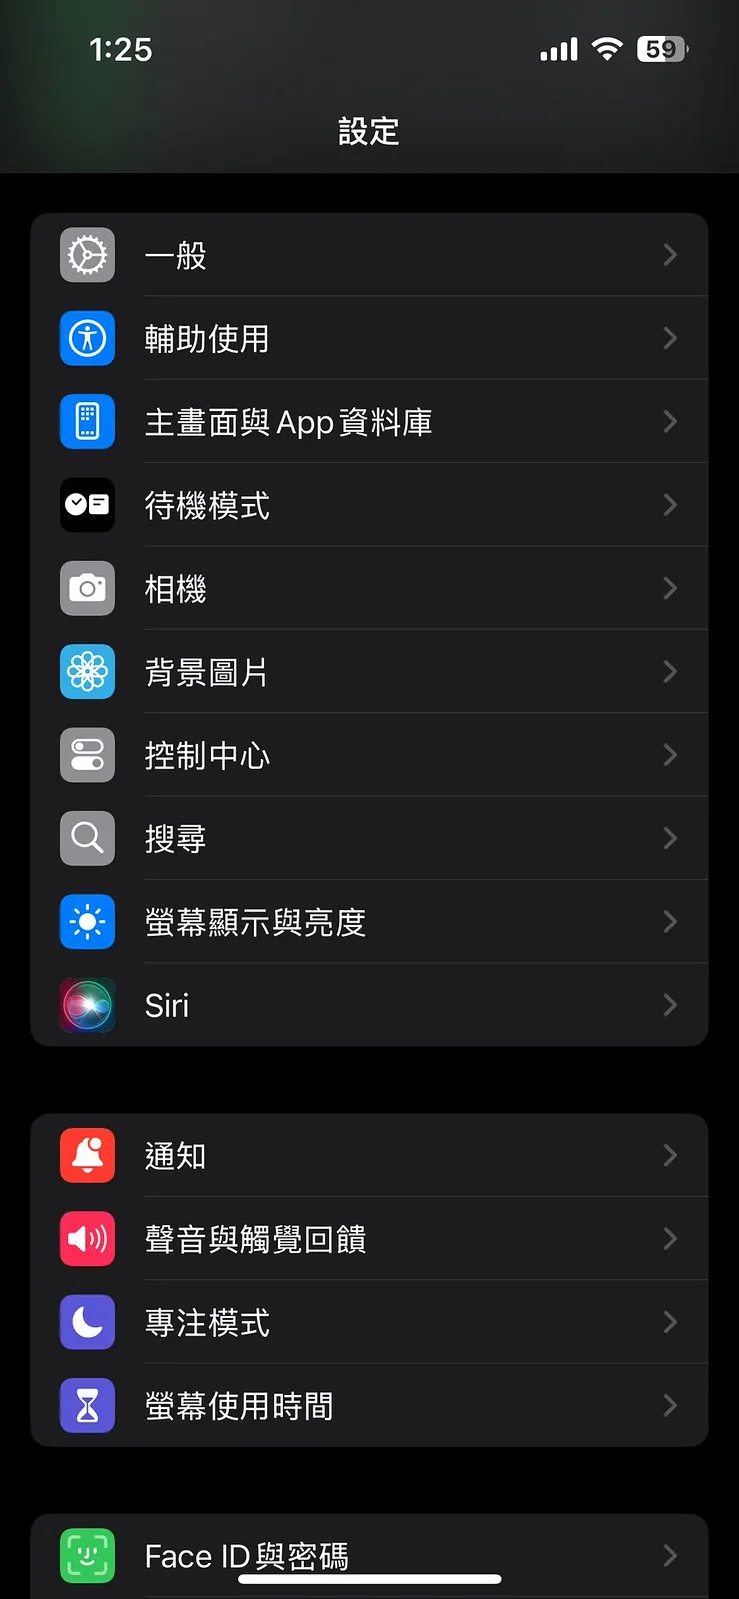 1:25
59
設定
一般
輔助使用
主畫面與App資料庫
待機模式
相機
背景圖片
控制中心
搜尋
螢幕顯示與亮度
Siri
通知
聲音與觸覺回饋
專注模式
螢幕使用時間
Face ID與密碼